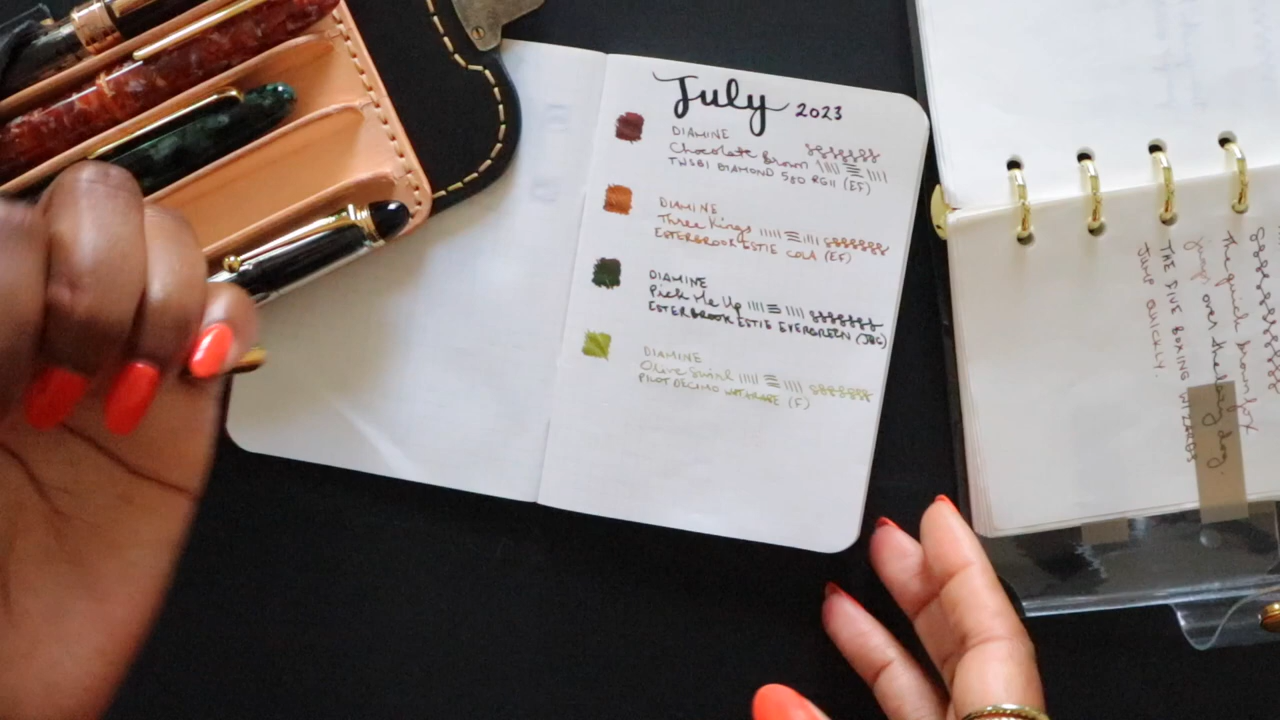 July 2023
DIAMINE
Chocolate Brown
TWSBI DIAMOND 580 RGII (EF)
DIAMINE
Three Kings
ESTERBROOK ESTIE COLA (EF)
DIAMINE
Pick Me Up
ESTERBROOK ESTIE EVERGREEN (JBG)
DIAMINE
Olive Swirl
PILOT DECIMO (F)
The quick brown fox
jumps over the lazy dog.
THE FIVE BOXING WIZARDS
JUMP QUICKLY.